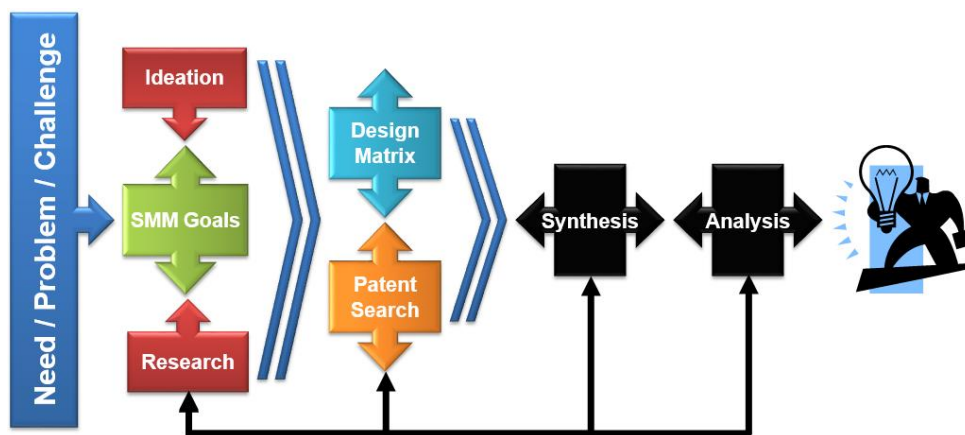 Need / Problem / Challenge
Ideation
SMM Goals
Research
Design
Matrix
Patent
Search
Synthesis
Analysis